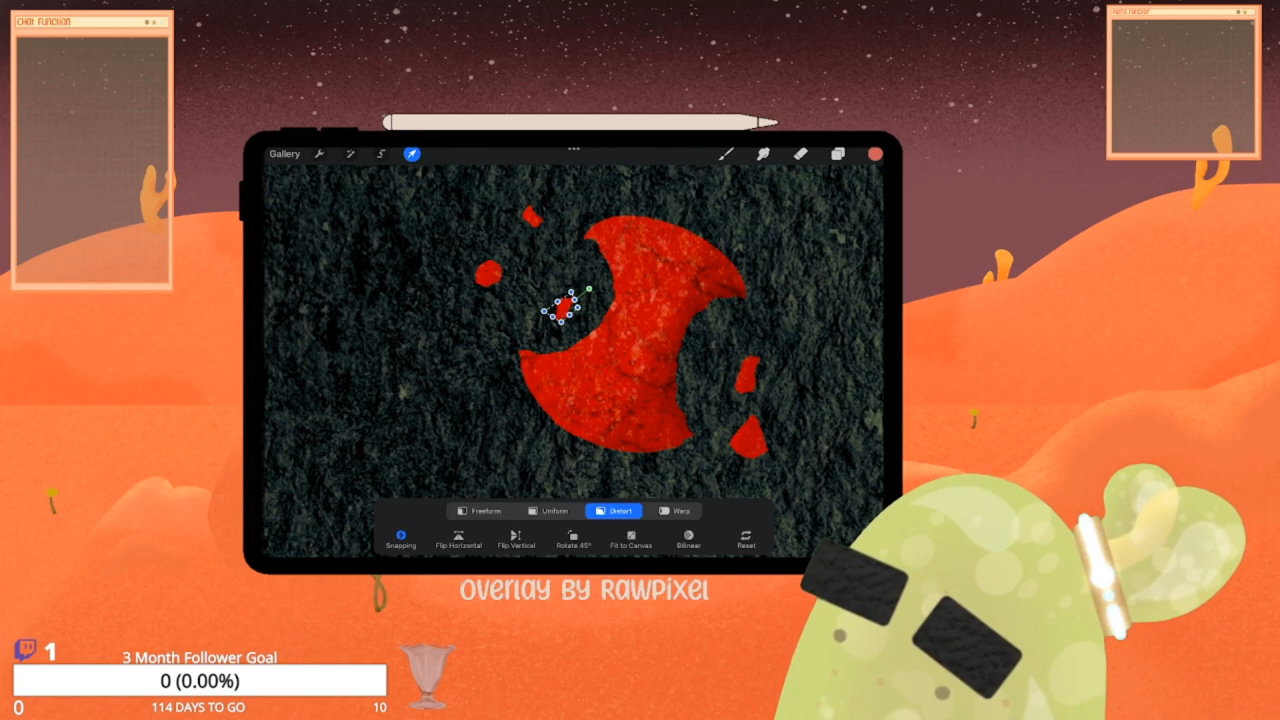 Chat Function
Gallery
Freeform
Uniform
Distort
Warp
Snapping
Flip Horizontal
Flip Vertical
Rotate 45°
Fit to Canvas
Bilinear
Reset
Overlay by Rawpixel
1
3 Month Follower Goal
0 (0.00%)
0
114 DAYS TO GO
10